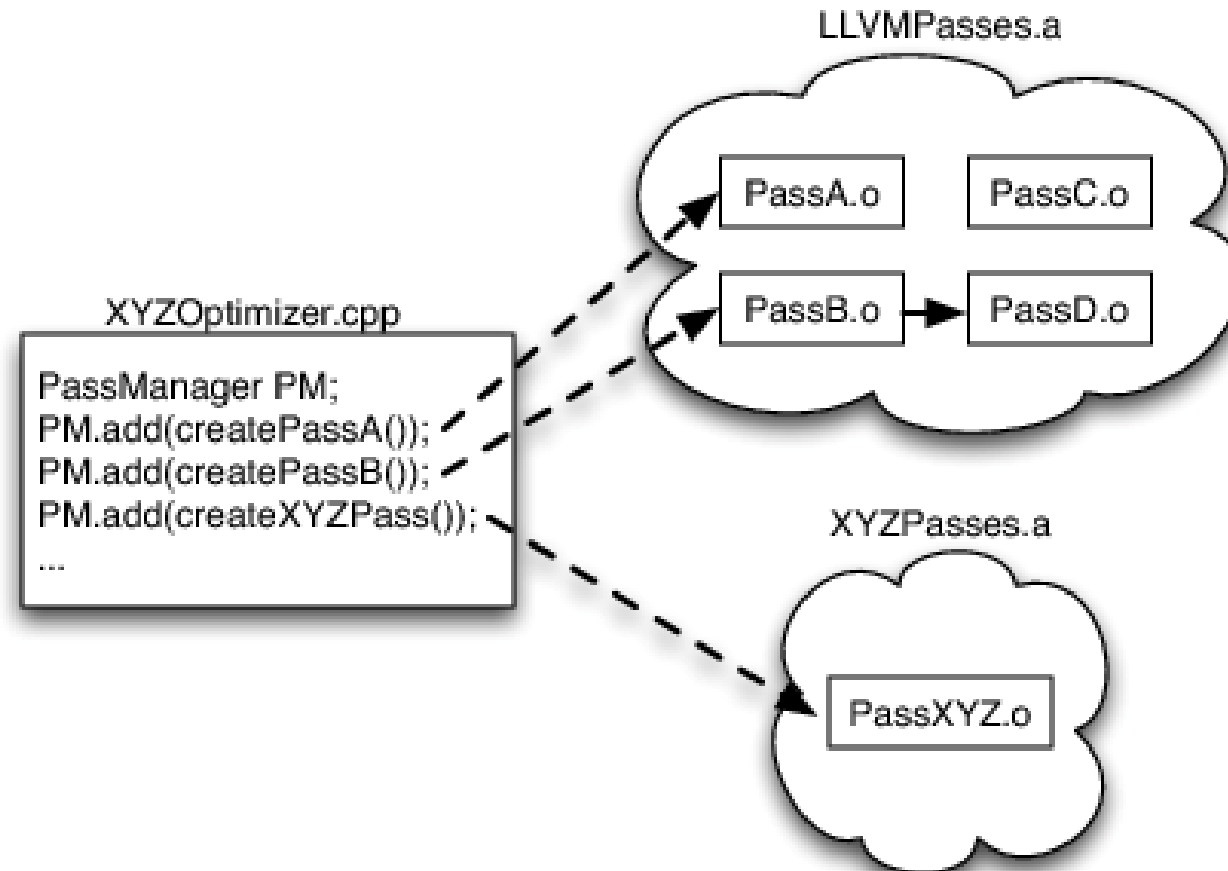 LLVMPasses.a
PassA.o
PassC.o
PassB.o
PassD.o
XYZOptimizer.cpp
PassManager PM;
PM.add(createPassA());
PM.add(createPassB());
PM.add(createXYZPass());
...
XYZPasses.a
PassXYZ.o